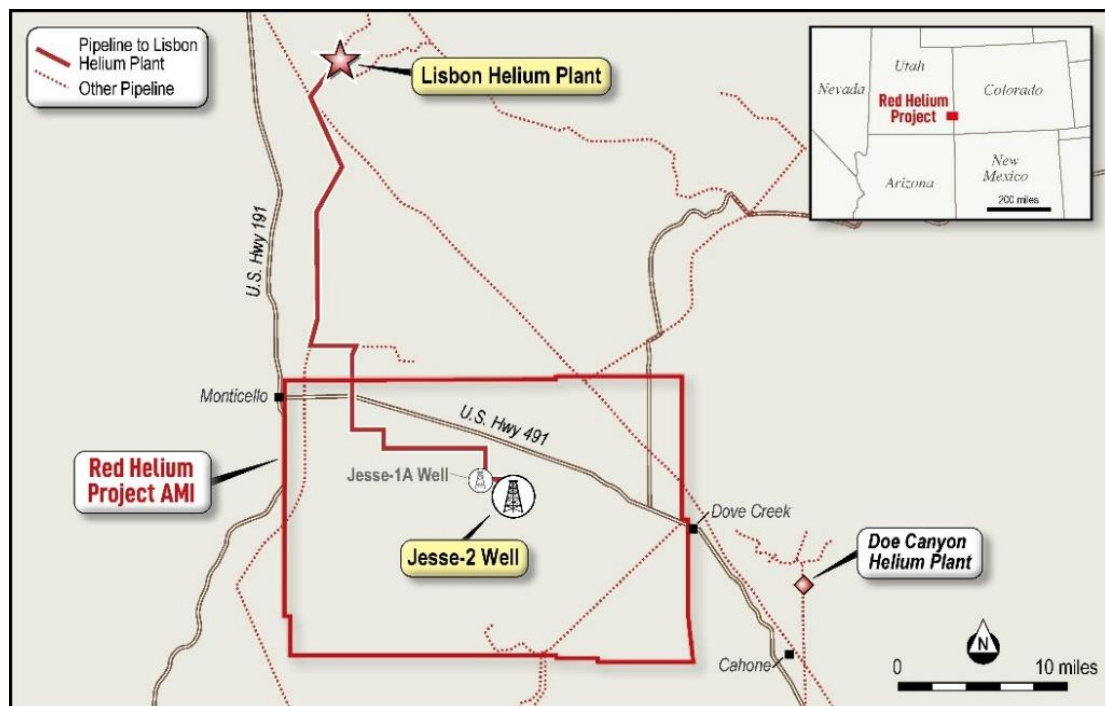 Pipeline to Lisbon
Helium Plant
Other Pipeline
Lisbon Helium Plant
Utah
Nevada
Colorado
Red Helium
Project
Arizona
New
Mexico
200 miles
U.S. Hwy 191
Monticello
U.S. Hwy 491
Red Helium
Project AMI
Jesse-1A Well
Jesse-2 Well
Dove Creek
Doe Canyon
Helium Plant
Cahone
N
0 10 miles